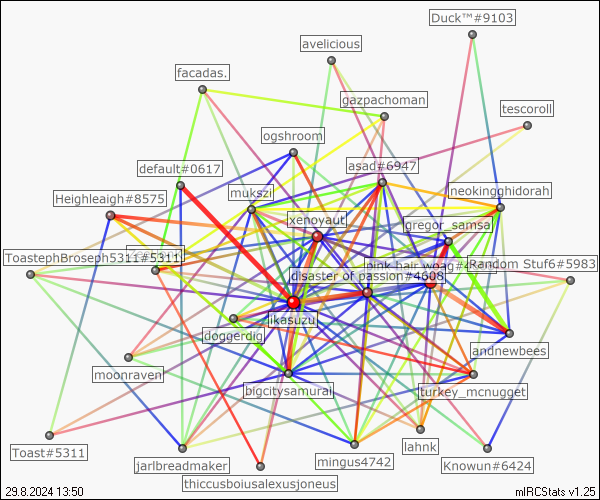 Duck™#9103
avelicious
facadas.
gazpachoman
tescoroll
ogshroom
asad#6947
default#0617
mukszi
neokingghidorah
Heighleaigh#8575
xenoyaut
gregor_samsa
ToastephBroseph5311#5311
pink hair woag#4
Random Stuf6#5983
disaster of passion#4608
jikasuzu
doggerdig
andnewbees
moonraven
bigcitysamurai
turkey_mcnugget
Toast#5311
lahnk
jarlbreadmaker
mingus4742
Knowun#6424
thiccusboiusalexusjoneus
29.8.2024 13:50
mIRCStats v1.25